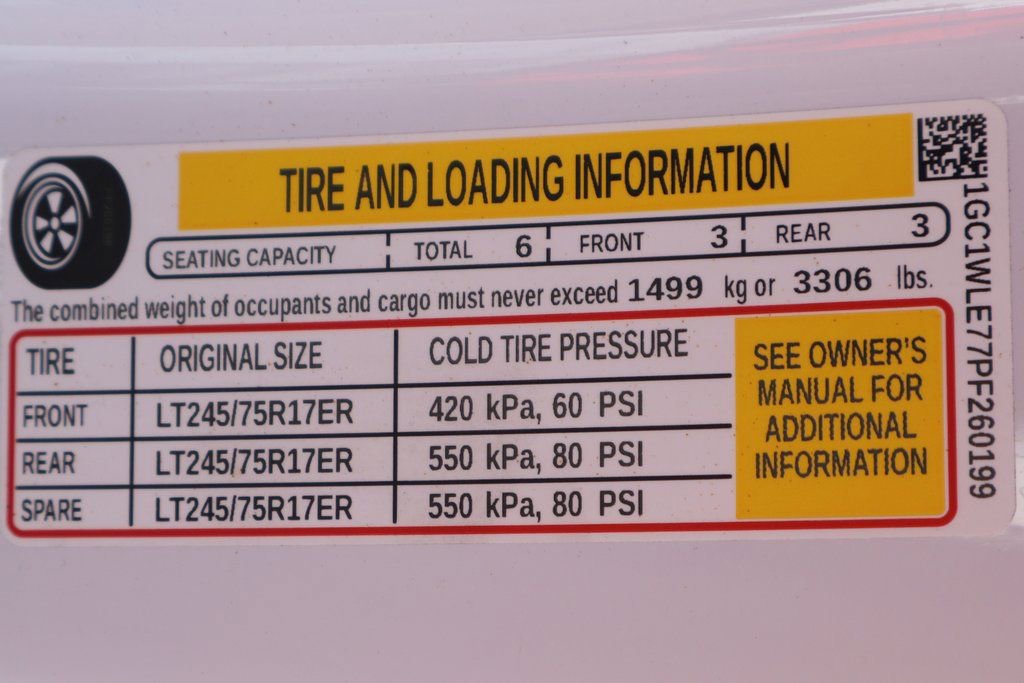 TIRE AND LOADING INFORMATION
SEATING CAPACITY TOTAL 6 FRONT 3 REAR 3
The combined weight of occupants and cargo must never exceed 1499 kg or 3306 lbs.
TIRE ORIGINAL SIZE COLD TIRE PRESSURE
FRONT LT245/75R17ER 420 kPa, 60 PSI
REAR LT245/75R17ER 550 kPa, 80 PSI
SPARE LT245/75R17ER 550 kPa, 80 PSI
SEE OWNER'S
MANUAL FOR
ADDITIONAL
INFORMATION
1GC1WLE77PF260199